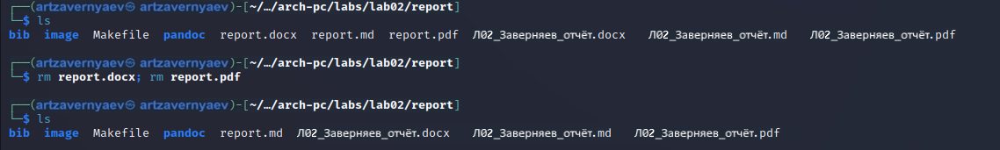 ┌──(artzavernyaev㉿ artzavernyaev)-[~/…/arch-pc/labs/lab02/report]
└─$ ls
bib image Makefile pandoc report.docx report.md report.pdf Л02_Заверняев_отчёт.docx Л02_Заверняев_отчёт.md Л02_Заверняев_отчёт.pdf
┌──(artzavernyaev㉿ artzavernyaev)-[~/…/arch-pc/labs/lab02/report]
└─$ rm report.docx; rm report.pdf
┌──(artzavernyaev㉿ artzavernyaev)-[~/…/arch-pc/labs/lab02/report]
└─$ ls
bib image Makefile pandoc report.md Л02_Заверняев_отчёт.docx Л02_Заверняев_отчёт.md Л02_Заверняев_отчёт.pdf